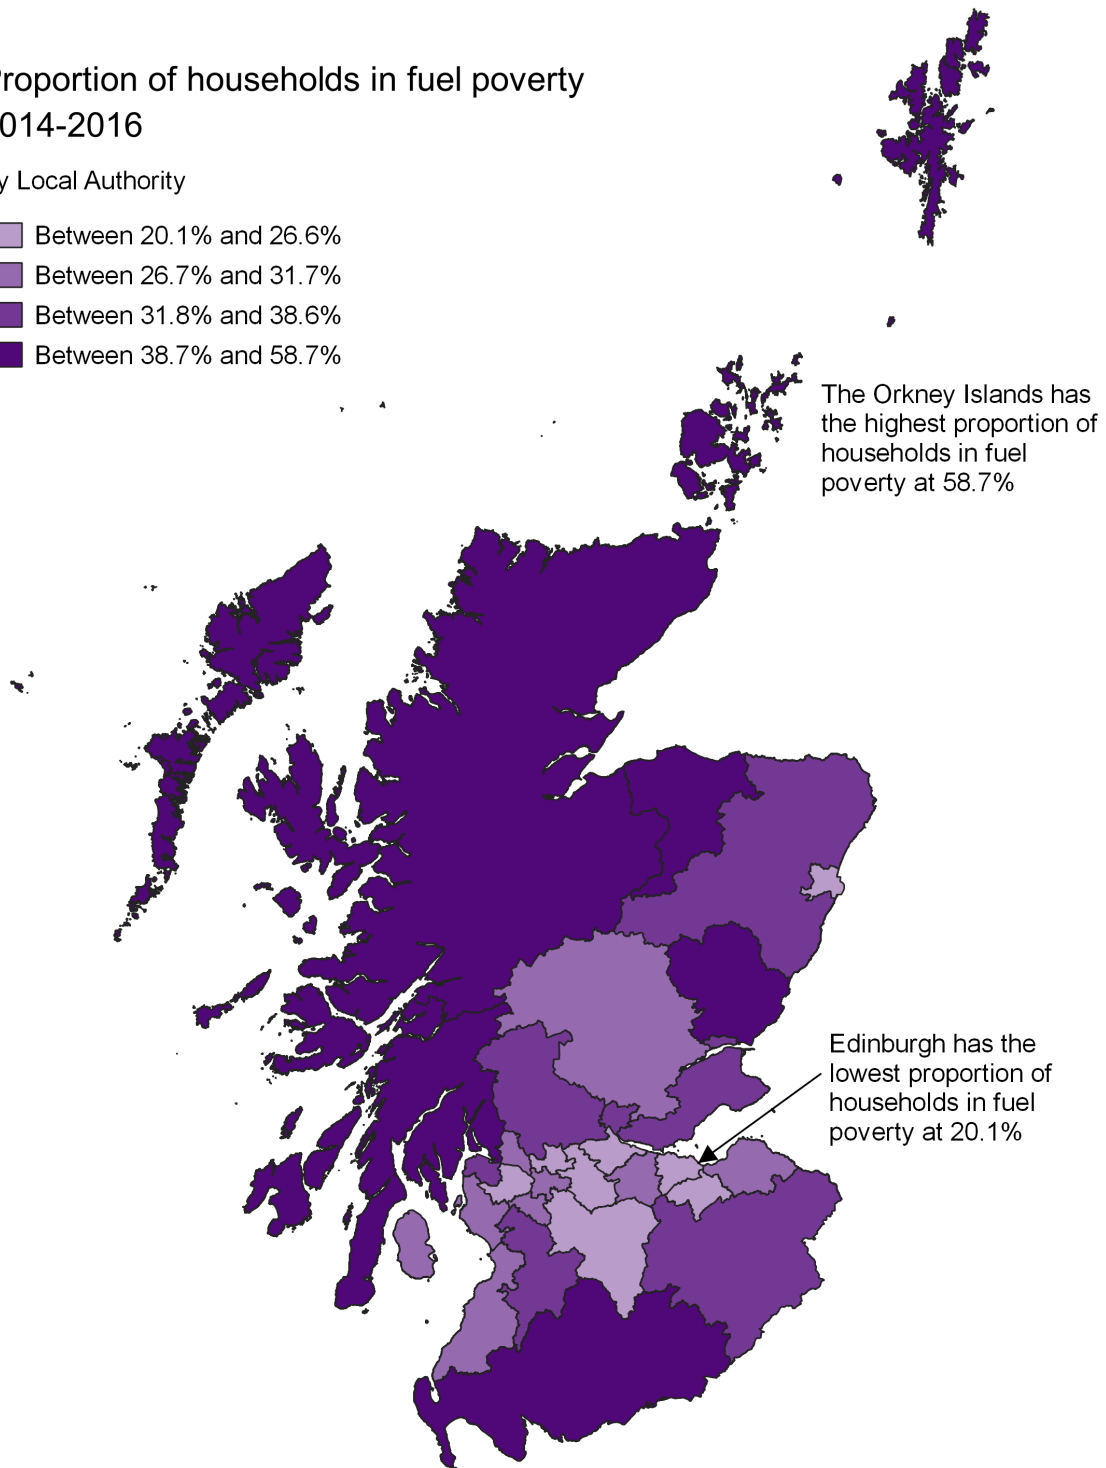 roportion of households in fuel poverty
014-2016
y Local Authority
Between 20.1% and 26.6%
Between 26.7% and 31.7%
Between 31.8% and 38.6%
Between 38.7% and 58.7%
The Orkney Islands has
the highest proportion of
households in fuel
poverty at 58.7%
Edinburgh has the
lowest proportion of
households in fuel
poverty at 20.1%